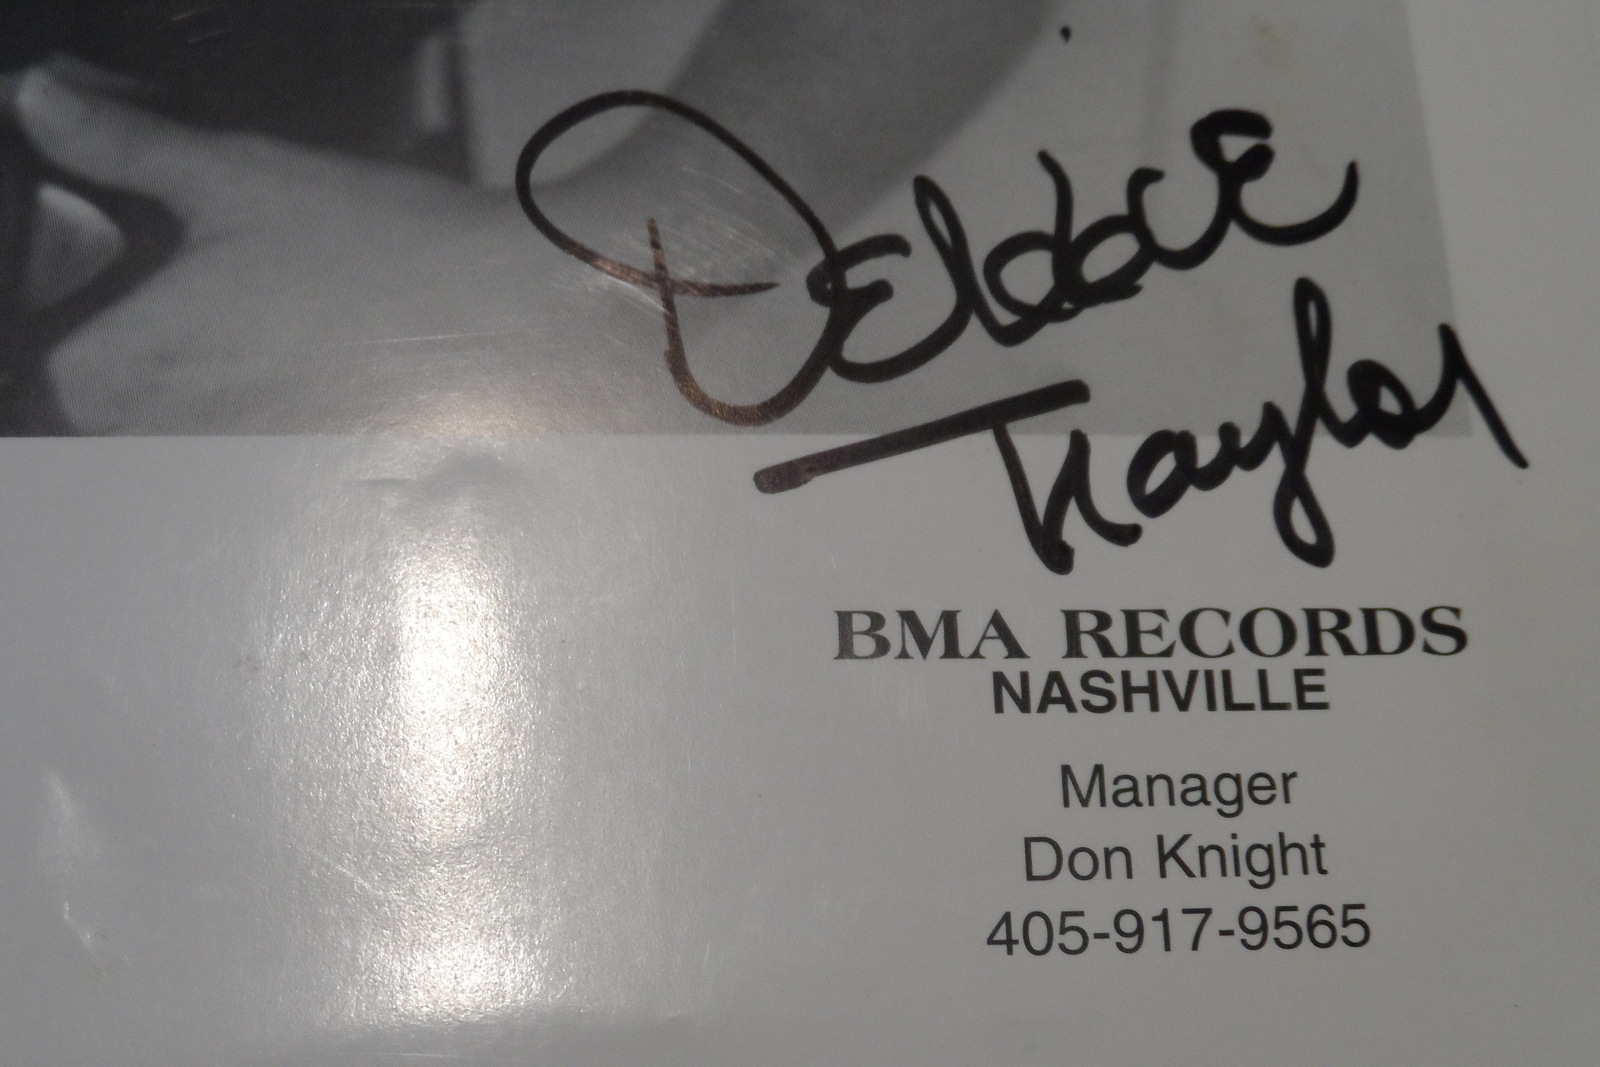 Debbie
Traylor
BMA RECORDS
NASHVILLE
Manager
Don Knight
405-917-9565